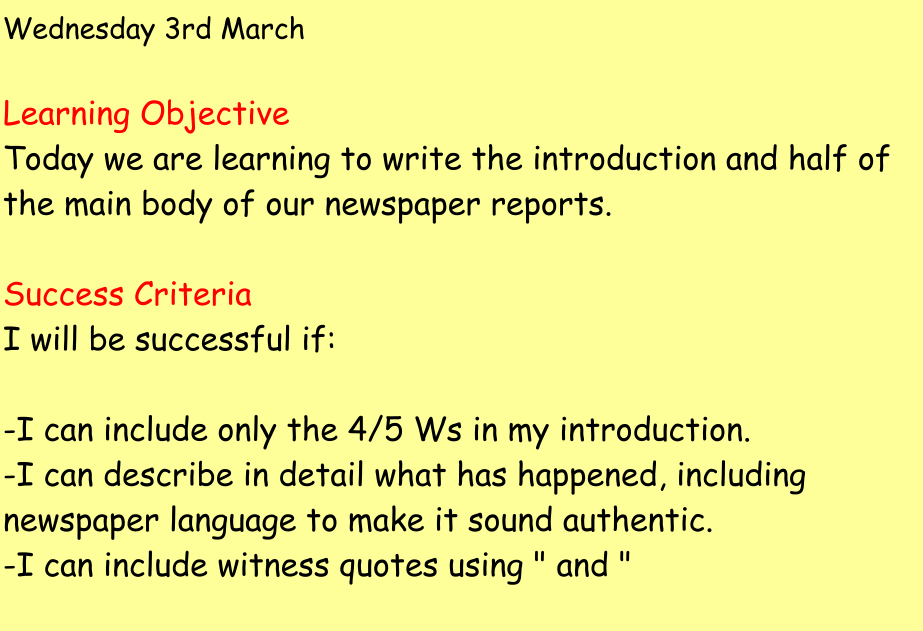 Wednesday 3rd March
Learning Objective
Today we are learning to write the introduction and half of
the main body of our newspaper reports.
Success Criteria
I will be successful if:
-I can include only the 4/5 Ws in my introduction.
-I can describe in detail what has happened, including
newspaper language to make it sound authentic.
-I can include witness quotes using " and "